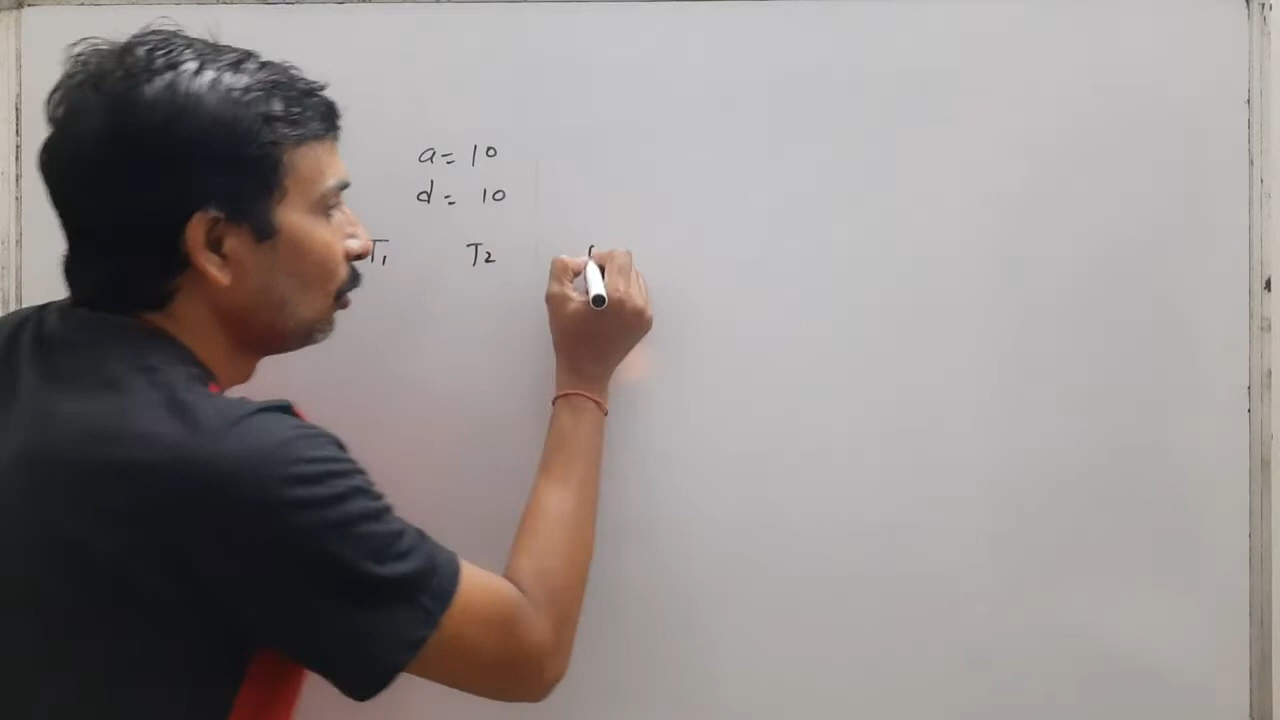 a = 10
d = 10
T₁ T₂